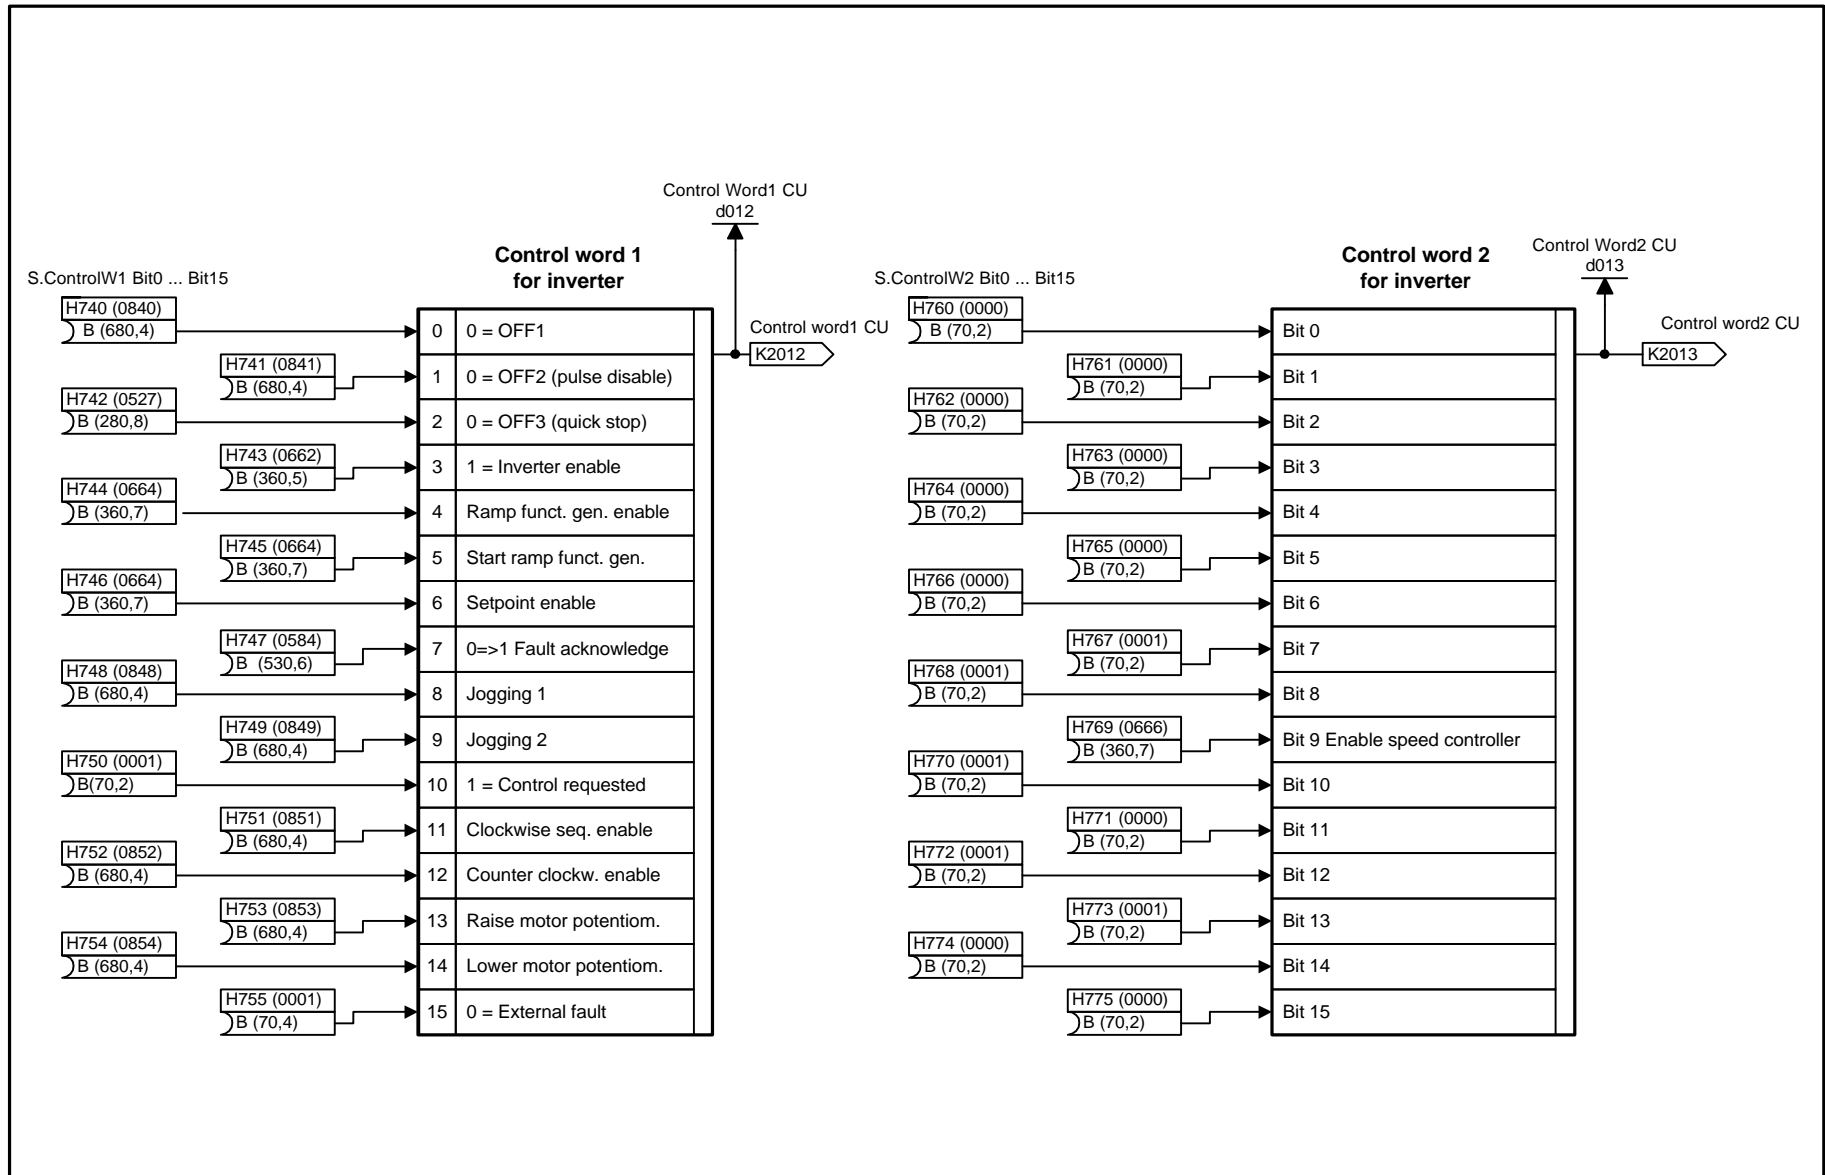 Control Word1 CU
d012
Control word 1
for inverter
S.ControlW1 Bit0 ... Bit15
H740 (0840)
B (680,4)
0 0 = OFF1
Control word1 CU
K2012
H741 (0841)
B (680,4)
1 0 = OFF2 (pulse disable)
H742 (0527)
B (280,8)
2 0 = OFF3 (quick stop)
H743 (0662)
B (360,5)
3 1 = Inverter enable
H744 (0664)
B (360,7)
4 Ramp funct. gen. enable
H745 (0664)
B (360,7)
5 Start ramp funct. gen.
H746 (0664)
B (360,7)
6 Setpoint enable
H747 (0584)
B (530,6)
7 0=>1 Fault acknowledge
H748 (0848)
B (680,4)
8 Jogging 1
H749 (0849)
B (680,4)
9 Jogging 2
H750 (0001)
B(70,2)
10 1 = Control requested
H751 (0851)
B (680,4)
11 Clockwise seq. enable
H752 (0852)
B (680,4)
12 Counter clockw. enable
H753 (0853)
B (680,4)
13 Raise motor potentiom.
H754 (0854)
B (680,4)
14 Lower motor potentiom.
H755 (0001)
B (70,4)
15 0 = External fault
Control Word2 CU
d013
Control word 2
for inverter
S.ControlW2 Bit0 ... Bit15
H760 (0000)
B (70,2)
Bit 0
Control word2 CU
K2013
H761 (0000)
B (70,2)
Bit 1
H762 (0000)
B (70,2)
Bit 2
H763 (0000)
B (70,2)
Bit 3
H764 (0000)
B (70,2)
Bit 4
H765 (0000)
B (70,2)
Bit 5
H766 (0000)
B (70,2)
Bit 6
H767 (0001)
B (70,2)
Bit 7
H768 (0001)
B (70,2)
Bit 8
H769 (0666)
B (360,7)
Bit 9 Enable speed controller
H770 (0001)
B (70,2)
Bit 10
H771 (0000)
B (70,2)
Bit 11
H772 (0001)
B (70,2)
Bit 12
H773 (0001)
B (70,2)
Bit 13
H774 (0000)
B (70,2)
Bit 14
H775 (0000)
B (70,2)
Bit 15